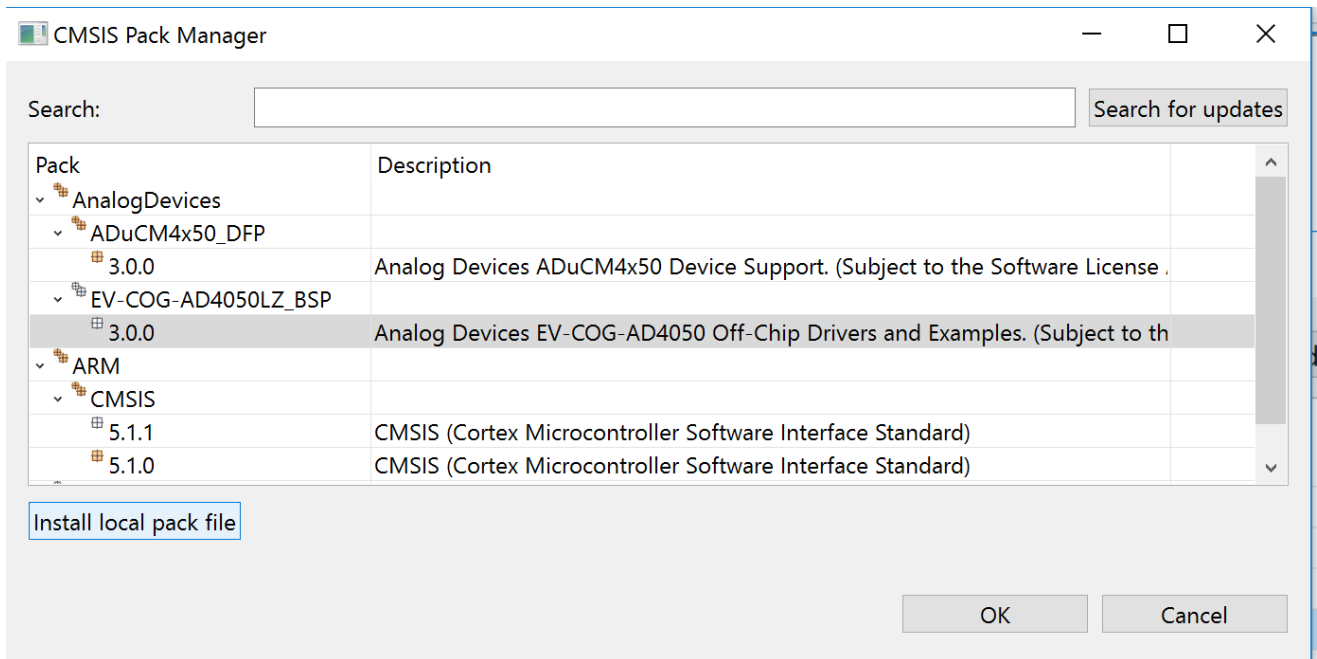 CMSIS Pack Manager
Search: Search for updates
Pack Description
AnalogDevices
ADuCM4x50_DFP
3.0.0 Analog Devices ADuCM4x50 Device Support. (Subject to the Software License
EV-COG-AD4050LZ_BSP
3.0.0 Analog Devices EV-COG-AD4050 Off-Chip Drivers and Examples. (Subject to th
ARM
CMSIS
5.1.1 CMSIS (Cortex Microcontroller Software Interface Standard)
5.1.0 CMSIS (Cortex Microcontroller Software Interface Standard)
Install local pack file
OK Cancel